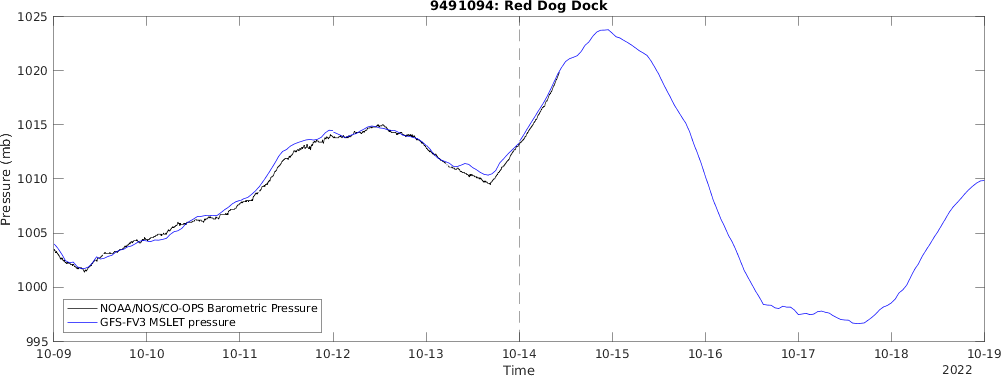 9491094: Red Dog Dock
Pressure (mb)
1025
1020
1015
1010
1005
1000
995
NOAA/NOS/CO-OPS Barometric Pressure
GFS-FV3 MSLET pressure
10-09 10-10 10-11 10-12 10-13 10-14 10-15 10-16 10-17 10-18 10-19
Time
2022